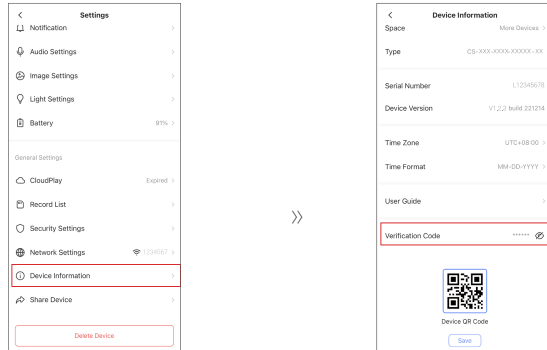 Settings
Notification
Audio Settings
Image Settings
Light Settings
Battery 91%
General Settings
CloudPlay Expired
Record List
Security Settings
Network Settings 1234567
Device Information
Share Device
Delete Device
Device Information
Space More Devices
Type CS-XXX-XXXX-XXXXX-XX
Serial Number L12345678
Device Version V1.2.3 build 221214
Time Zone UTC+08:00
Time Format MM-DD-YYYY
User Guide
Verification Code ******
Device QR Code
Save